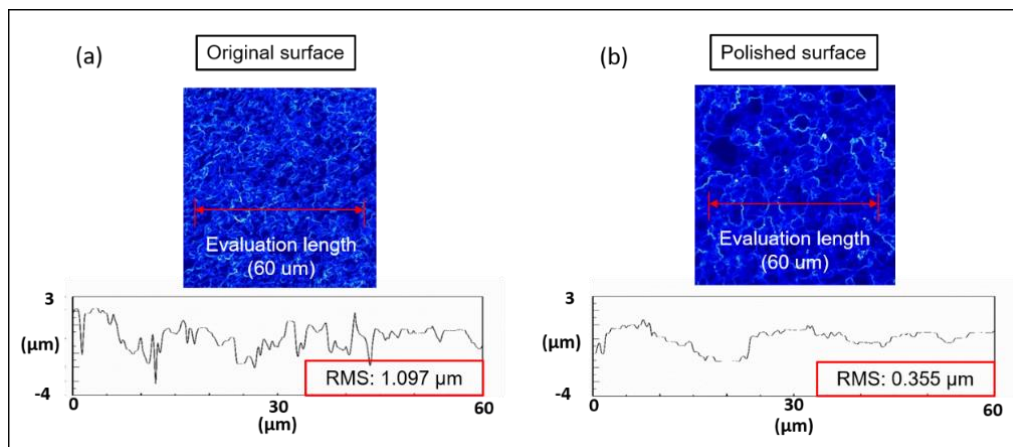 (a)
Original surface
Evaluation length
(60 um)
3
(µm)
-4
RMS: 1.097 µm
0
30
60
(µm)
(b)
Polished surface
Evaluation length
(60 um)
3
(µm)
-4
RMS: 0.355 µm
0
30
60
(µm)